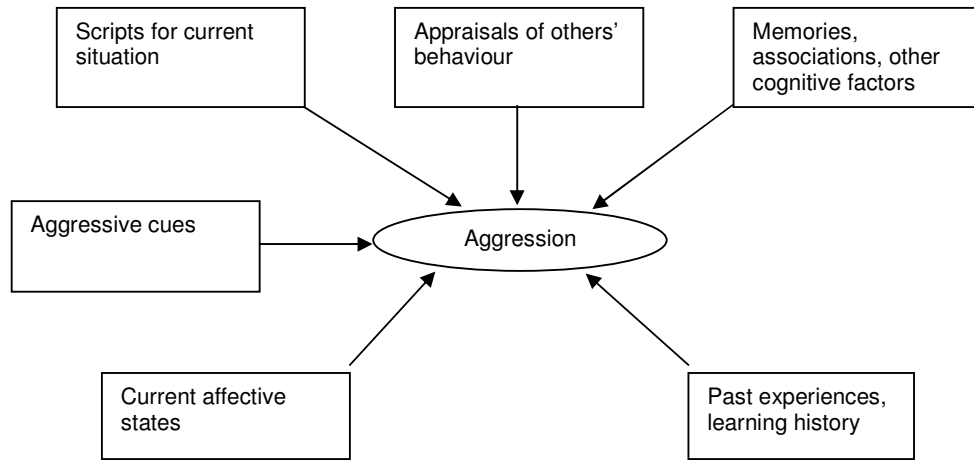 Scripts for current
situation
Appraisals of others’
behaviour
Memories,
associations, other
cognitive factors
Aggressive cues
Aggression
Current affective
states
Past experiences,
learning history